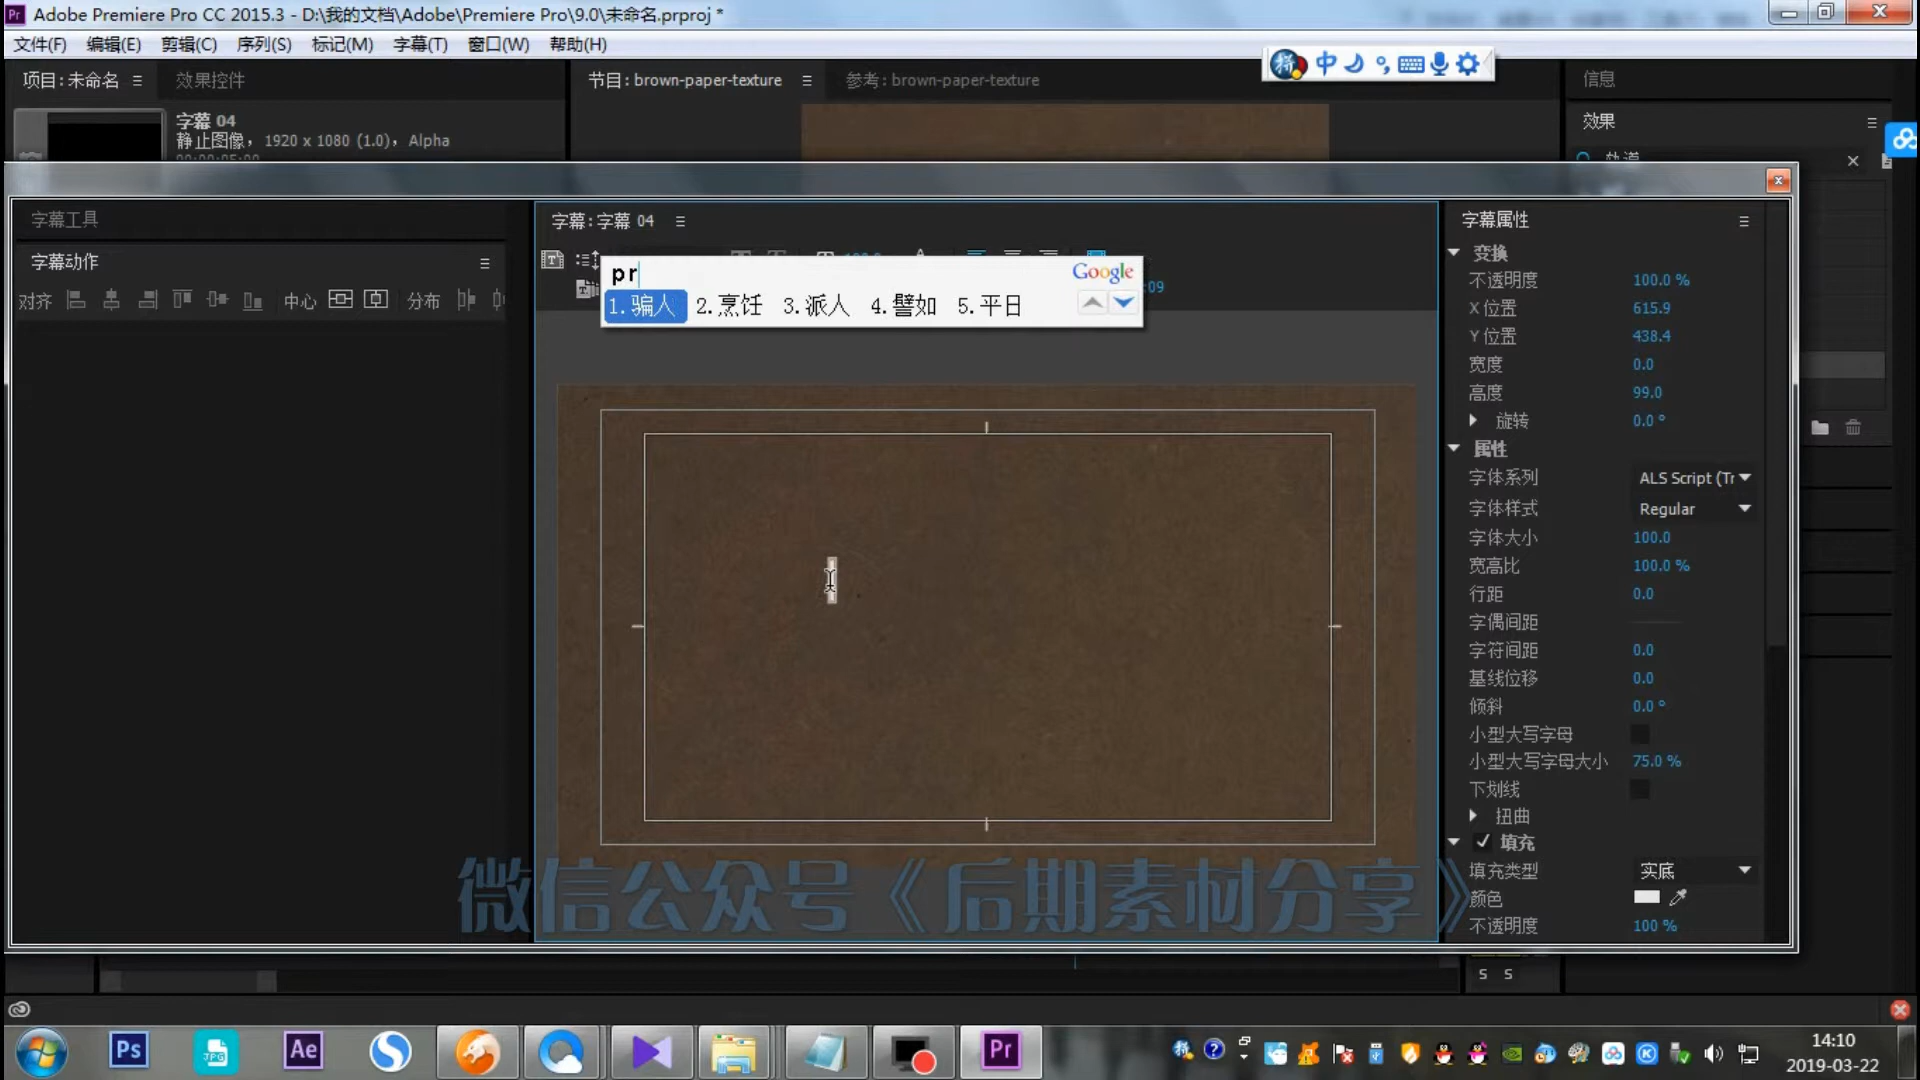 Adobe Premiere Pro CC 2015.3 - D:\我的文档\Adobe\Premiere Pro\9.0\未命名.prproj *
文件(F) 编辑(E) 剪辑(C) 序列(S) 标记(M) 字幕(T) 窗口(W) 帮助(H)
中
项目:未命名 效果控件
节目: brown-paper-texture 参考: brown-paper-texture
信息
字幕 04
静止图像, 1920 x 1080 (1.0), Alpha
效果
字幕工具
字幕:字幕 04
字幕属性
字幕动作
对齐 中心 分布
pr Google
1.骗人 2.烹饪 3.派人 4.譬如 5.平日
:09
变换
不透明度 100.0 %
X 位置 615.9
Y 位置 438.4
宽度 0.0
高度 99.0
旋转 0.0 °
属性
字体系列 ALS Script (Tr
字体样式 Regular
字体大小 100.0
宽高比 100.0 %
行距 0.0
字偶间距
字符间距 0.0
基线位移 0.0
倾斜 0.0 °
小型大写字母
小型大写字母大小 75.0 %
下划线
扭曲
填充
填充类型 实底
颜色
不透明度 100 %
微信公众号《后期素材分享》
S S
Ps JPG Ae Pr
14:10
2019-03-22